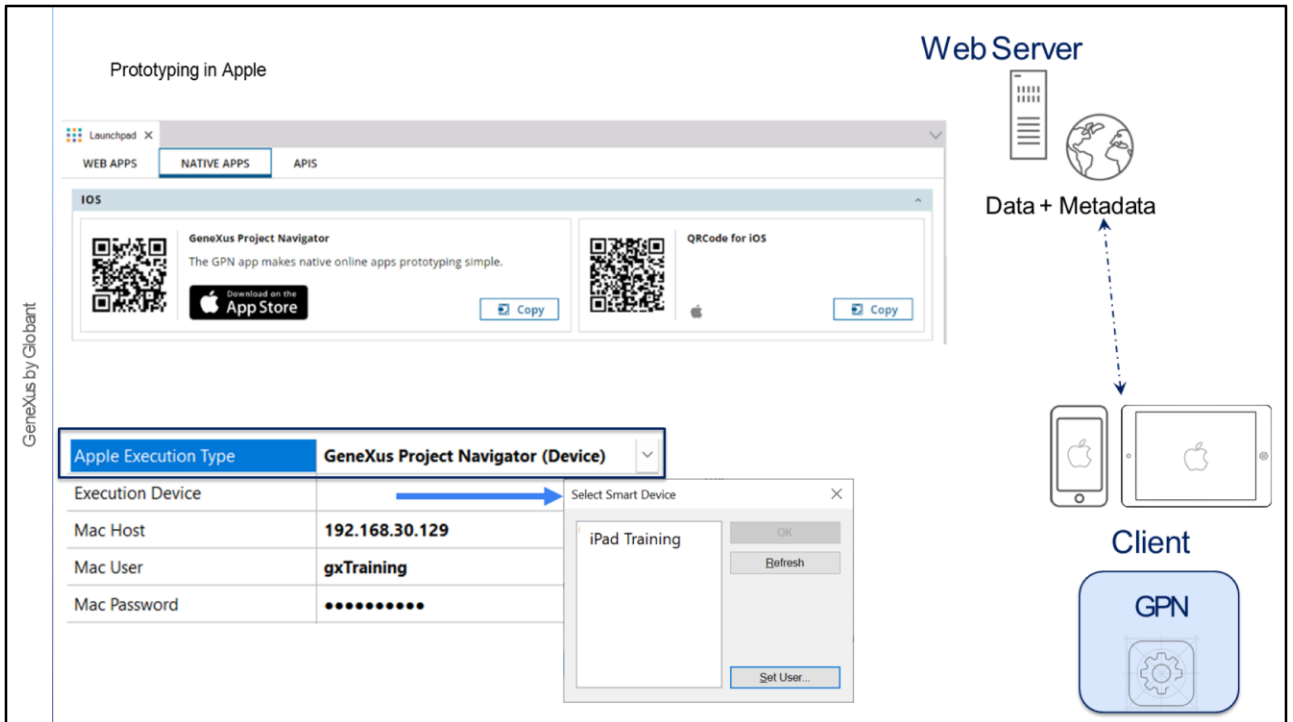 Prototyping in Apple
Web Server
Launchpad
WEB APPS NATIVE APPS APIS
IOS
GeneXus Project Navigator
The GPN app makes native online apps prototyping simple.
Download on the
App Store
Copy
QRCode for iOS
Copy
Data + Metadata
GeneXus by Globant
Apple Execution Type GeneXus Project Navigator (Device)
Execution Device
Mac Host 192.168.30.129
Mac User gxTraining
Mac Password ●●●●●●●●●●
Select Smart Device
iPad Training
OK
Refresh
Set User...
Client
GPN